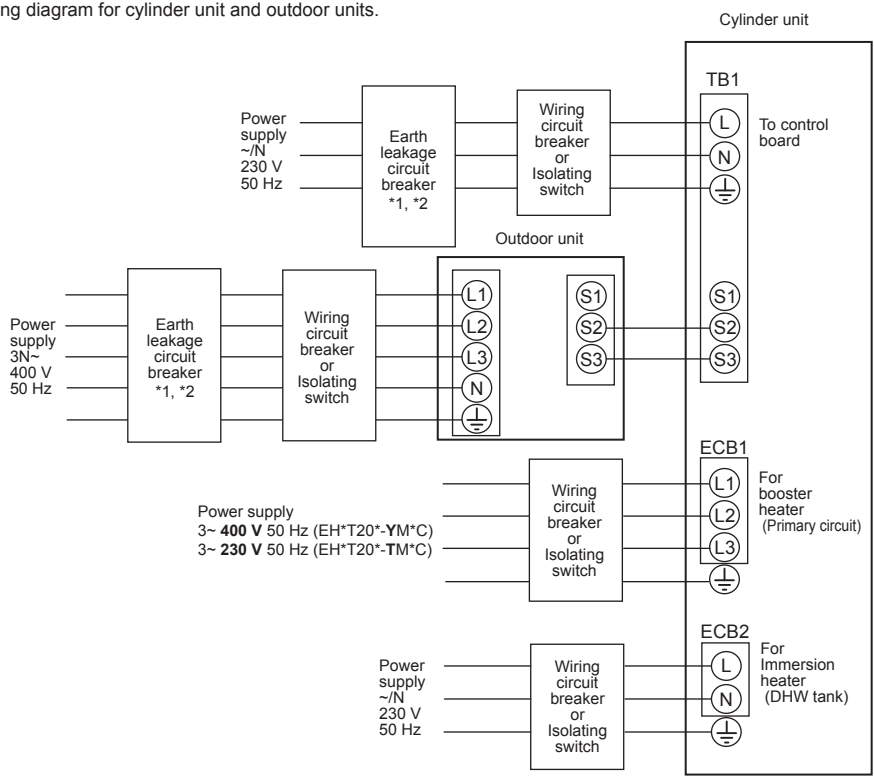 ng diagram for cylinder unit and outdoor units.
Cylinder unit
TB1
Power
supply
~/N
230 V
50 Hz
Earth
leakage
circuit
breaker
*1, *2
Wiring
circuit
breaker
or
Isolating
switch
L
N
To control
board
Outdoor unit
Power
supply
3N~
400 V
50 Hz
Earth
leakage
circuit
breaker
*1, *2
Wiring
circuit
breaker
or
Isolating
switch
L1
L2
L3
N
S1
S2
S3
S1
S2
S3
ECB1
Power supply
3~ 400 V 50 Hz (EH*T20*-YM*C)
3~ 230 V 50 Hz (EH*T20*-TM*C)
Wiring
circuit
breaker
or
Isolating
switch
L1
L2
L3
For
booster
heater
(Primary circuit)
ECB2
Power
supply
~/N
230 V
50 Hz
Wiring
circuit
breaker
or
Isolating
switch
L
N
For
Immersion
heater
(DHW tank)